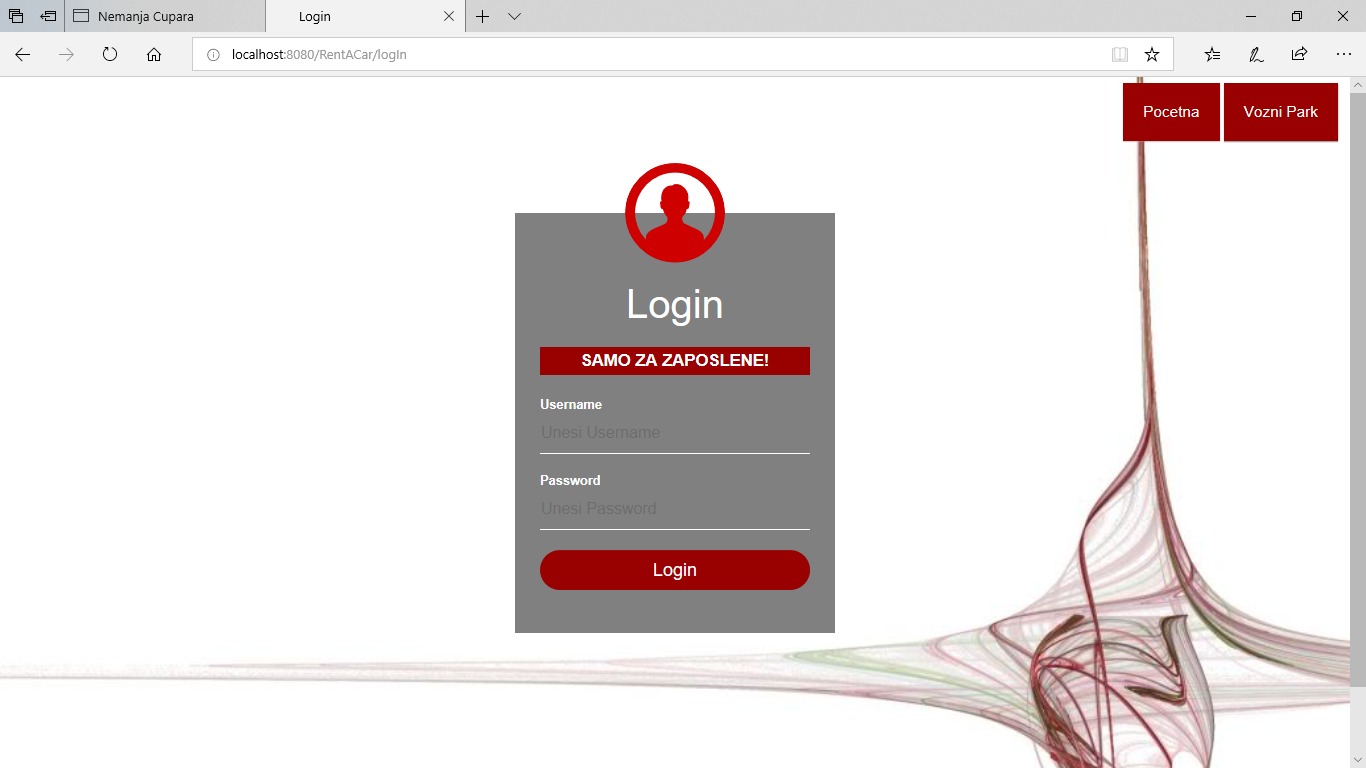 Nemanja Cupara
Login
localhost:8080/RentACar/logIn
Pocetna
Vozni Park
Login
SAMO ZA ZAPOSLENE!
Username
Unesi Username
Password
Unesi Password
Login